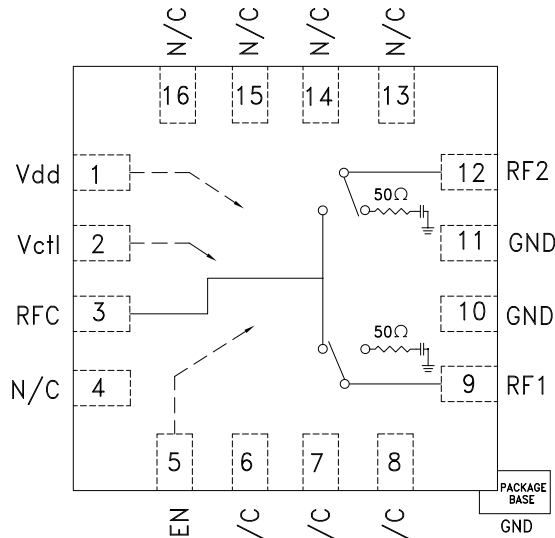 N/C N/C N/C N/C
16 15 14 13
Vdd 1
Vctl 2
RFC 3
N/C 4
12 RF2
50Ω
11 GND
10 GND
50Ω
9 RF1
5 6 7 8
EN /C /C /C
PACKAGE
BASE
GND